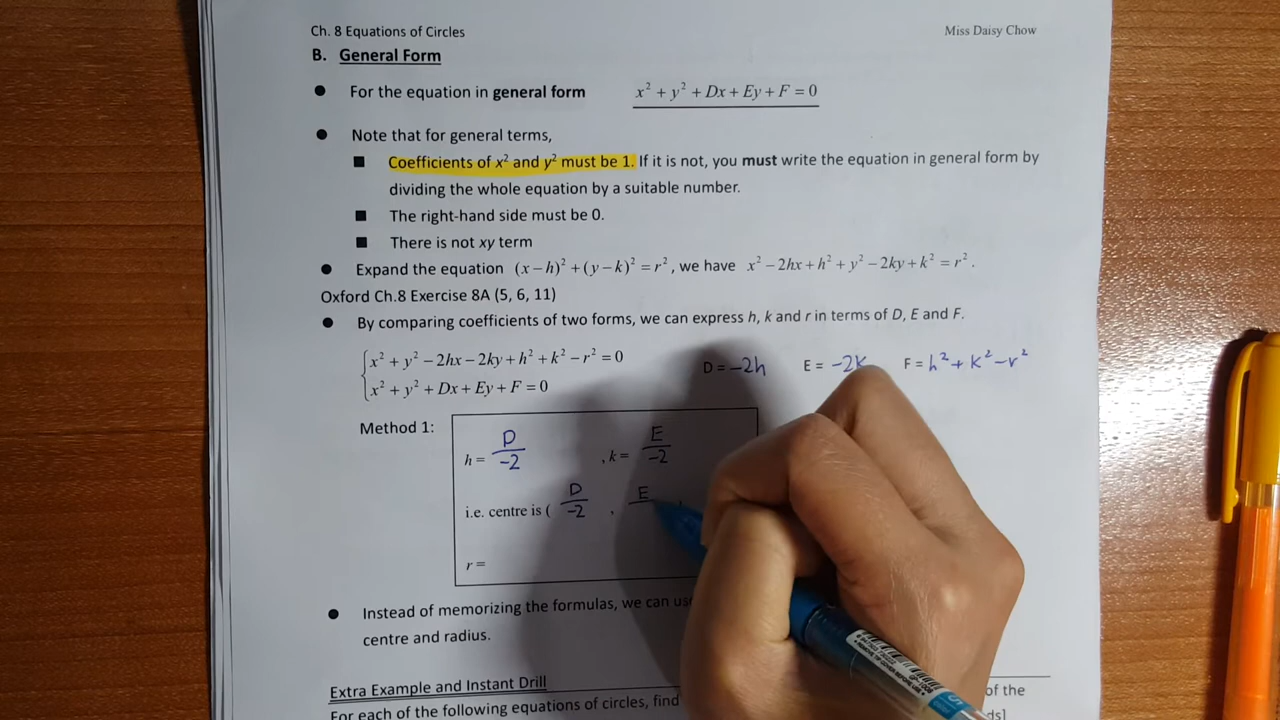 Ch. 8 Equations of Circles
Miss Daisy Chow
B. General Form
● For the equation in general form x² + y² + Dx + Ey + F = 0
● Note that for general terms,
■ Coefficients of x² and y² must be 1. If it is not, you must write the equation in general form by
dividing the whole equation by a suitable number.
■ The right-hand side must be 0.
■ There is not xy term
● Expand the equation (x−h)² + (y−k)² = r², we have x² − 2hx + h² + y² − 2ky + k² = r².
Oxford Ch.8 Exercise 8A (5, 6, 11)
● By comparing coefficients of two forms, we can express h, k and r in terms of D, E and F.
x² + y² − 2hx − 2ky + h² + k² − r² = 0
x² + y² + Dx + Ey + F = 0
D = −2h E = −2k F = h² + k² − r²
Method 1:
h = D/−2 , k = E/−2
i.e. centre is ( D/−2 , E
r =
● Instead of memorizing the formulas, we can
centre and radius.
Extra Example and Instant Drill
For each of the following equations of circles, find
of the